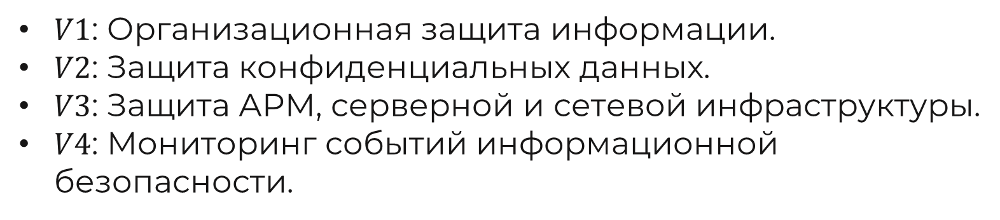 • V1: Организационная защита информации.
• V2: Защита конфиденциальных данных.
• V3: Защита АРМ, серверной и сетевой инфраструктуры.
• V4: Мониторинг событий информационной
безопасности.